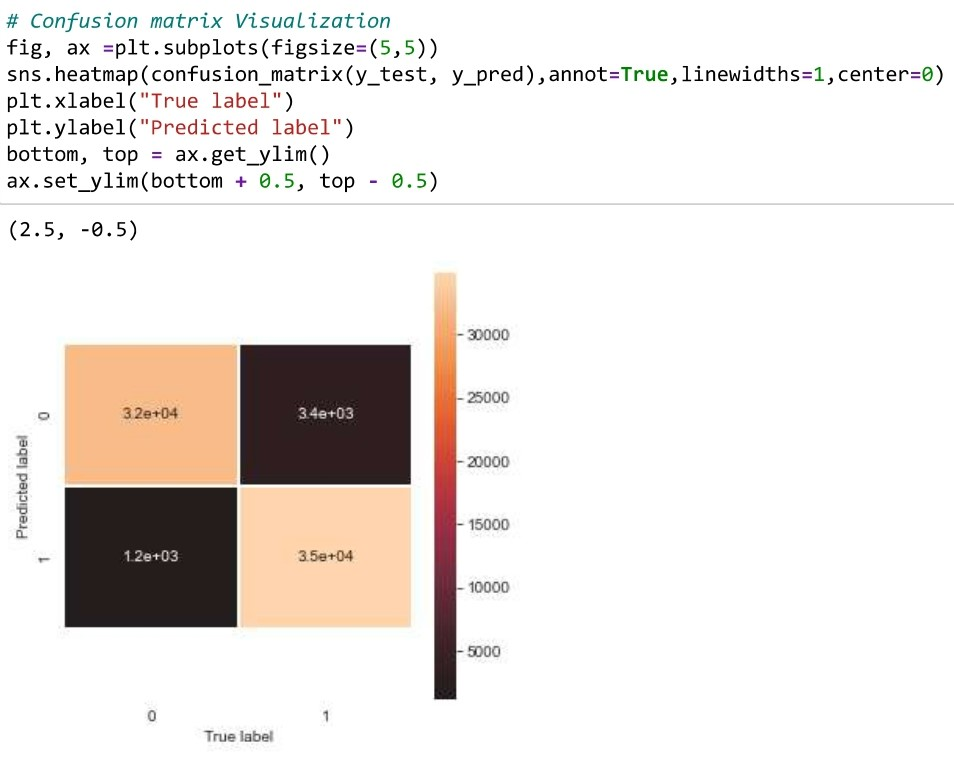 # Confusion matrix Visualization
fig, ax =plt.subplots(figsize=(5,5))
sns.heatmap(confusion_matrix(y_test, y_pred),annot=True,linewidths=1,center=0)
plt.xlabel("True label")
plt.ylabel("Predicted label")
bottom, top = ax.get_ylim()
ax.set_ylim(bottom + 0.5, top - 0.5)
(2.5, -0.5)
30000
25000
20000
15000
10000
5000
Predicted label
0
1
3.2e+04
3.4e+03
1.2e+03
3.5e+04
0
1
True label